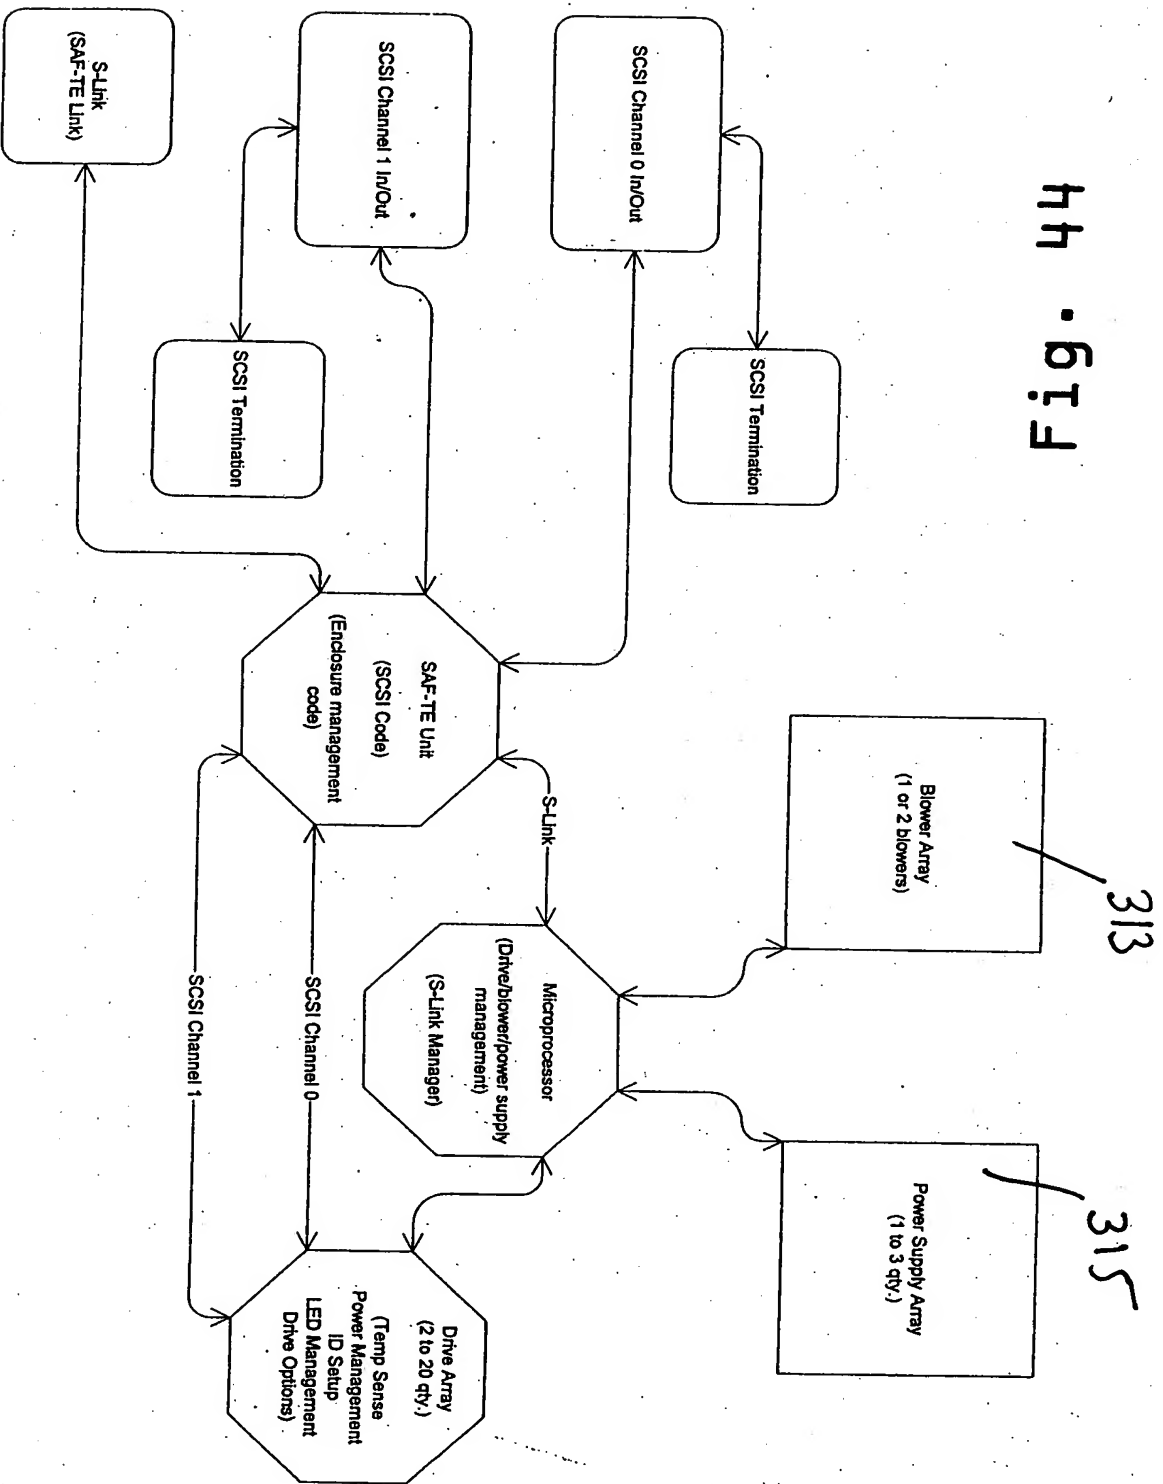 Fig. 44
313
315
Blower Array
(1 or 2 blowers)
Power Supply Array
(1 to 3 qty.)
SCSI Termination
SCSI Channel 0 In/Out
S-Link
Microprocessor
(Drive/blower/power supply
management)
(S-Link Manager)
SAF-TE Unit
(SCSI Code)
(Enclosure management
code)
SCSI Channel 1 In/Out
SCSI Termination
Drive Array
(2 to 20 qty.)
(Temp Sense
Power Management
ID Setup
LED Management
Drive Options)
SCSI Channel 0
SCSI Channel 1
S-Link
(SAF-TE Link)